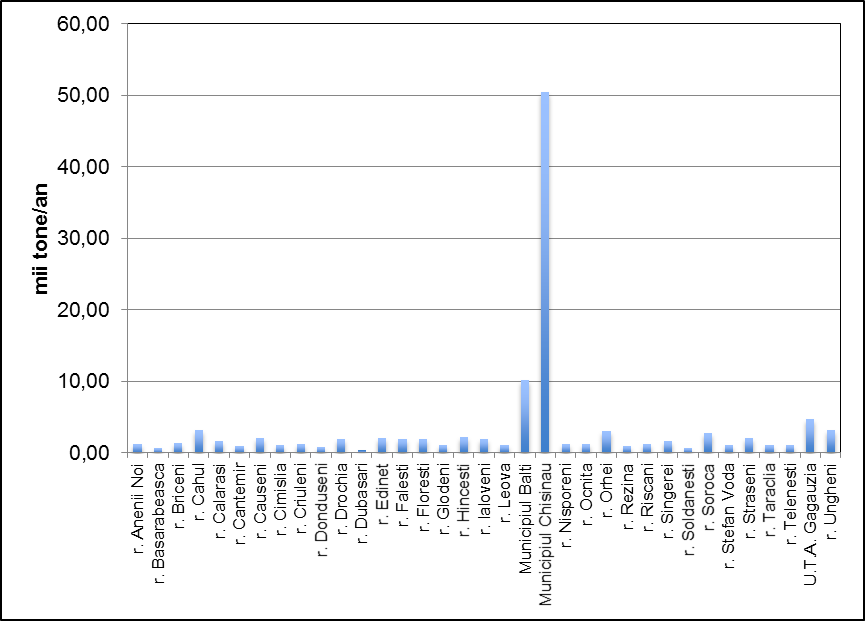 60,00
50,00
40,00
30,00
20,00
10,00
0,00
mii tone/an
r. Anenii Noi
r. Basarabeasca
r. Briceni
r. Cahul
r. Calarasi
r. Cantemir
r. Causeni
r. Cimislia
r. Criuleni
r. Donduseni
r. Drochia
r. Dubasari
r. Edinet
r. Falesti
r. Floresti
r. Glodeni
r. Hincesti
r. Ialoveni
r. Leova
Municipiul Balti
Municipiul Chisinau
r. Nisporeni
r. Ocnita
r. Orhei
r. Rezina
r. Riscani
r. Singerei
r. Soldanesti
r. Soroca
r. Stefan Voda
r. Straseni
r. Taraclia
r. Telenesti
U.T.A. Gagauzia
r. Ungheni